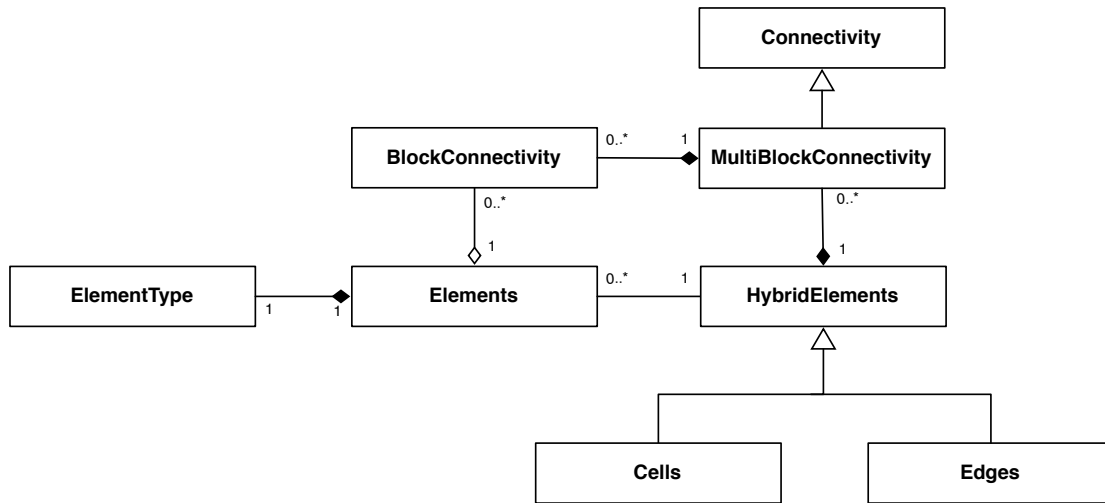 Connectivity
0..*
1
BlockConnectivity
MultiBlockConnectivity
0..*
0..*
1
1
ElementType
1
1
Elements
0..*
1
HybridElements
Cells
Edges